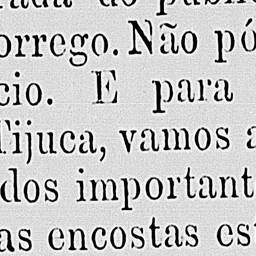 orrego. Não pó
cio. E para
Tijuca, vamos a
dos important
as encostas es